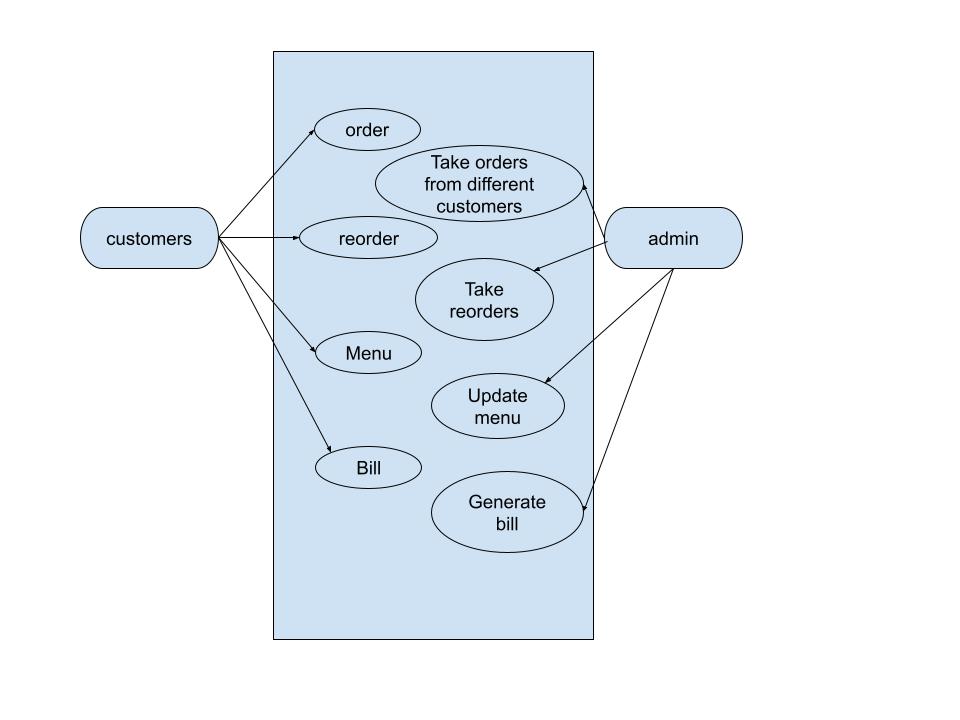 order
Take orders
from different
customers
customers
reorder
admin
Take
reorders
Menu
Update
menu
Bill
Generate
bill